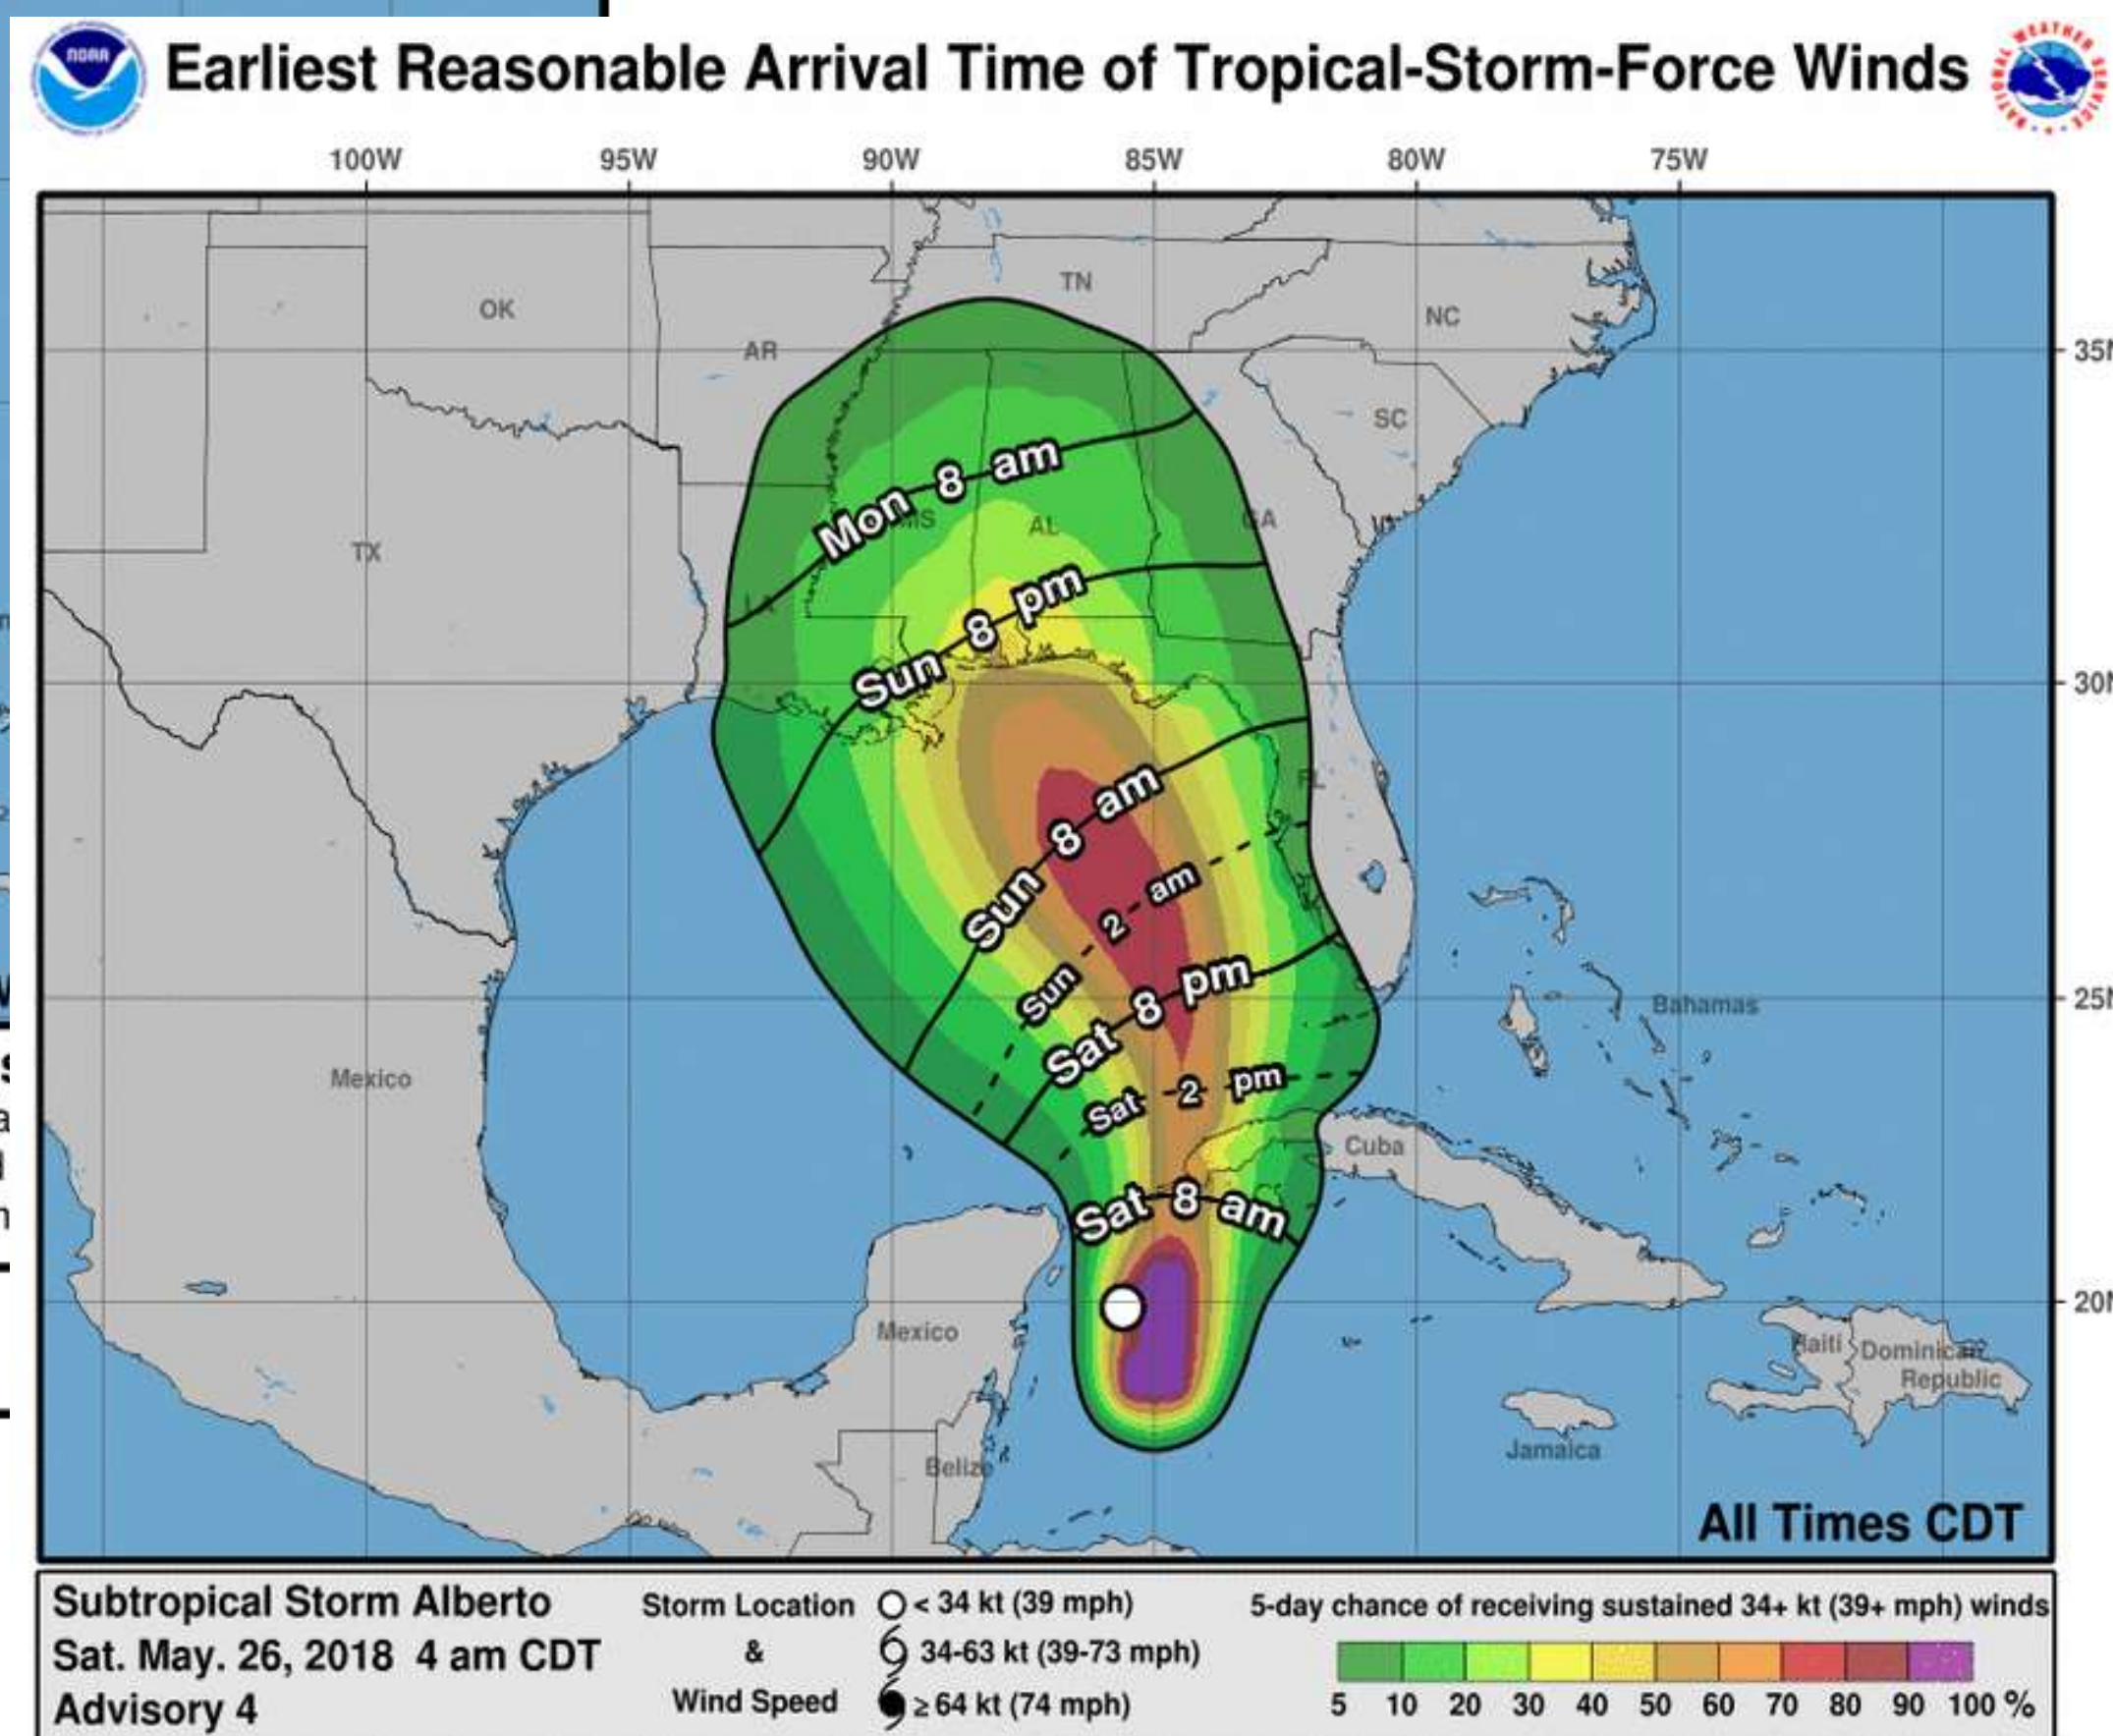 NOAA
Earliest Reasonable Arrival Time of Tropical-Storm-Force Winds
NATIONAL WEATHER SERVICE
100W 95W 90W 85W 80W 75W
TN
OK
NC
AR
35N
SC
Mon 8 am
MS AL GA
TX
Sun 8 pm
LA
30N
Sun 8 am
FL
Sun 2 am
Sat 8 pm
25N
Bahamas
Mexico
Sat 2 pm
Cuba
Sat 8 am
20N
Mexico
Haiti Dominican
Republic
Jamaica
Belize
All Times CDT
Subtropical Storm Alberto
Sat. May. 26, 2018 4 am CDT
Advisory 4
Storm Location
&
Wind Speed
< 34 kt (39 mph)
34-63 kt (39-73 mph)
≥ 64 kt (74 mph)
5-day chance of receiving sustained 34+ kt (39+ mph) winds
5 10 20 30 40 50 60 70 80 90 100 %